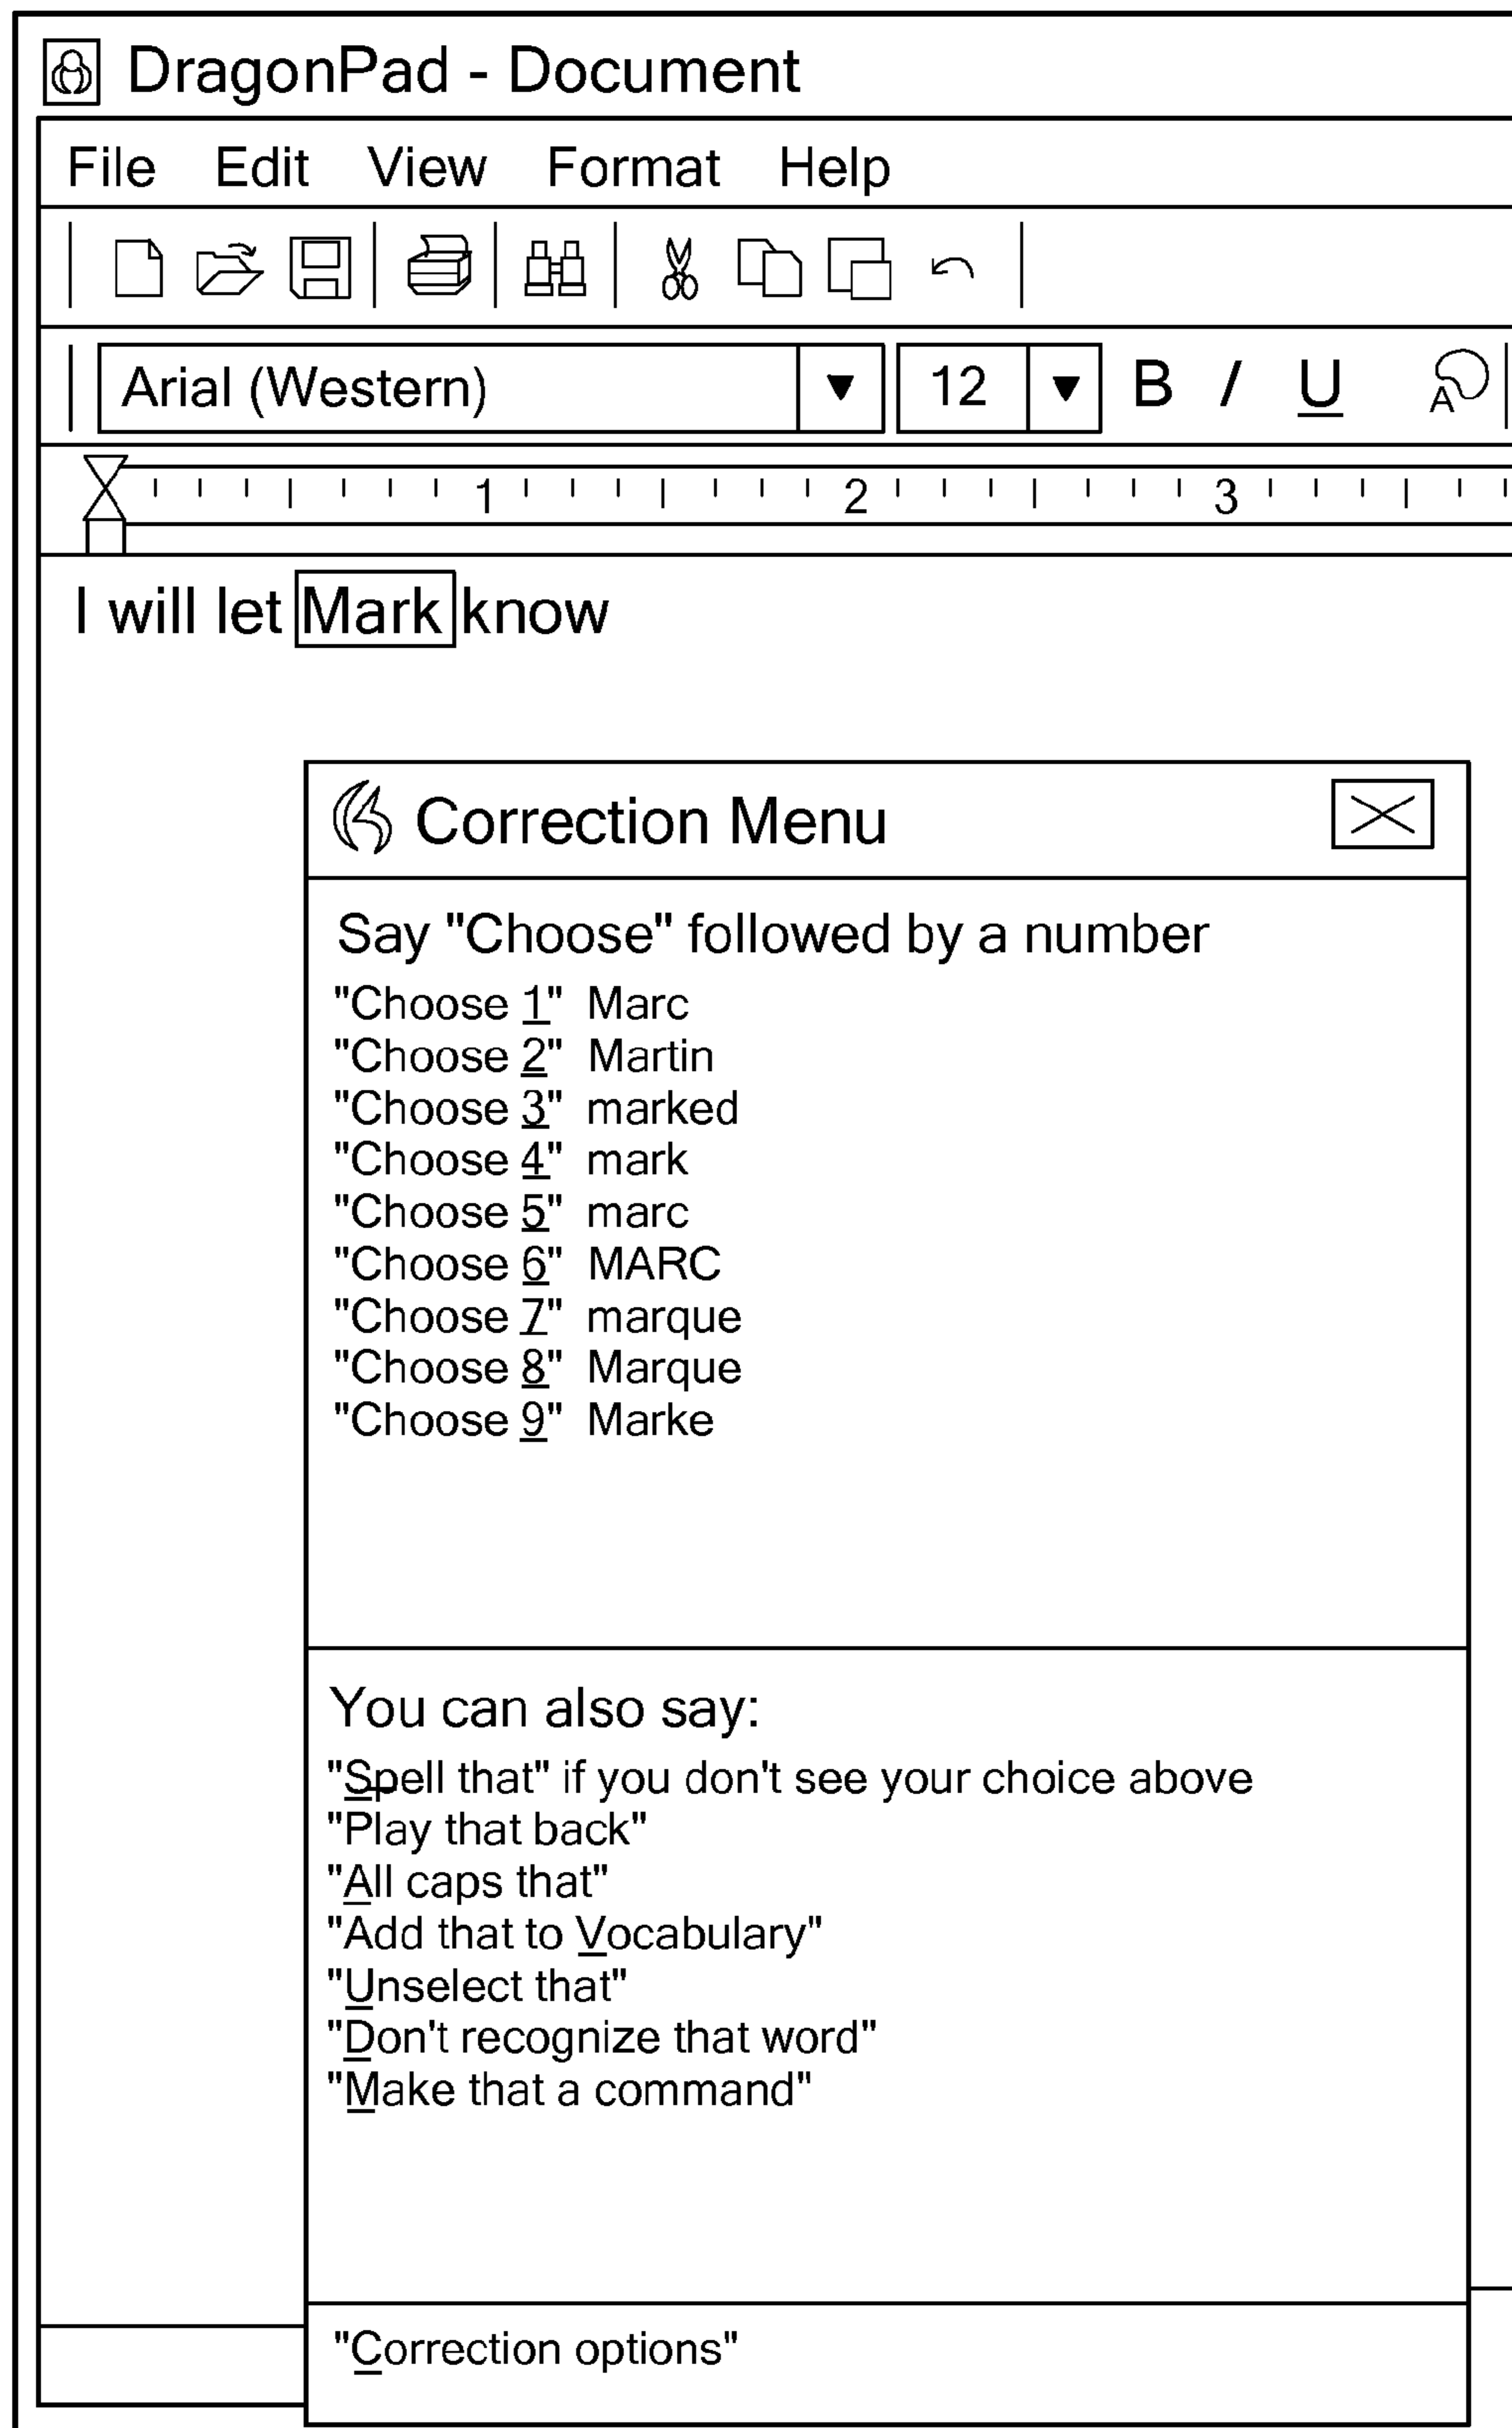 DragonPad - Document
File Edit View Format Help
Arial (Western) 12 B I U A
1 2 3
I will let Mark know
Correction Menu
Say "Choose" followed by a number
"Choose 1" Marc
"Choose 2" Martin
"Choose 3" marked
"Choose 4" mark
"Choose 5" marc
"Choose 6" MARC
"Choose 7" marque
"Choose 8" Marque
"Choose 9" Marke
You can also say:
"Spell that" if you don't see your choice above
"Play that back"
"All caps that"
"Add that to Vocabulary"
"Unselect that"
"Don't recognize that word"
"Make that a command"
"Correction options"